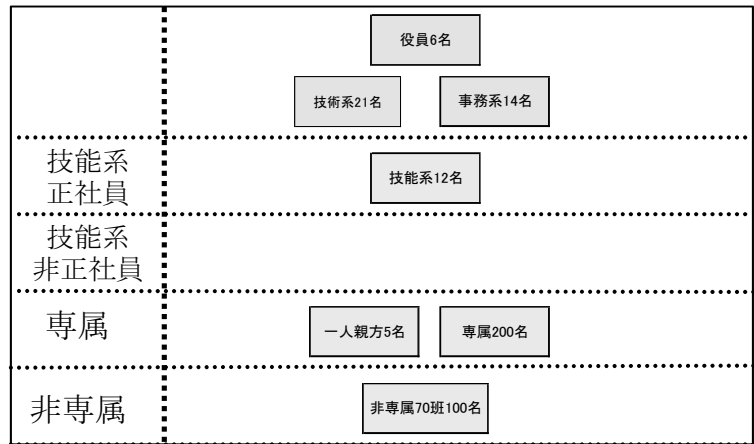 役員6名
技術系21名 事務系14名
技能系
正社員
技能系12名
技能系
非正社員
専属
一人親方5名 専属200名
非専属
非専属70班100名